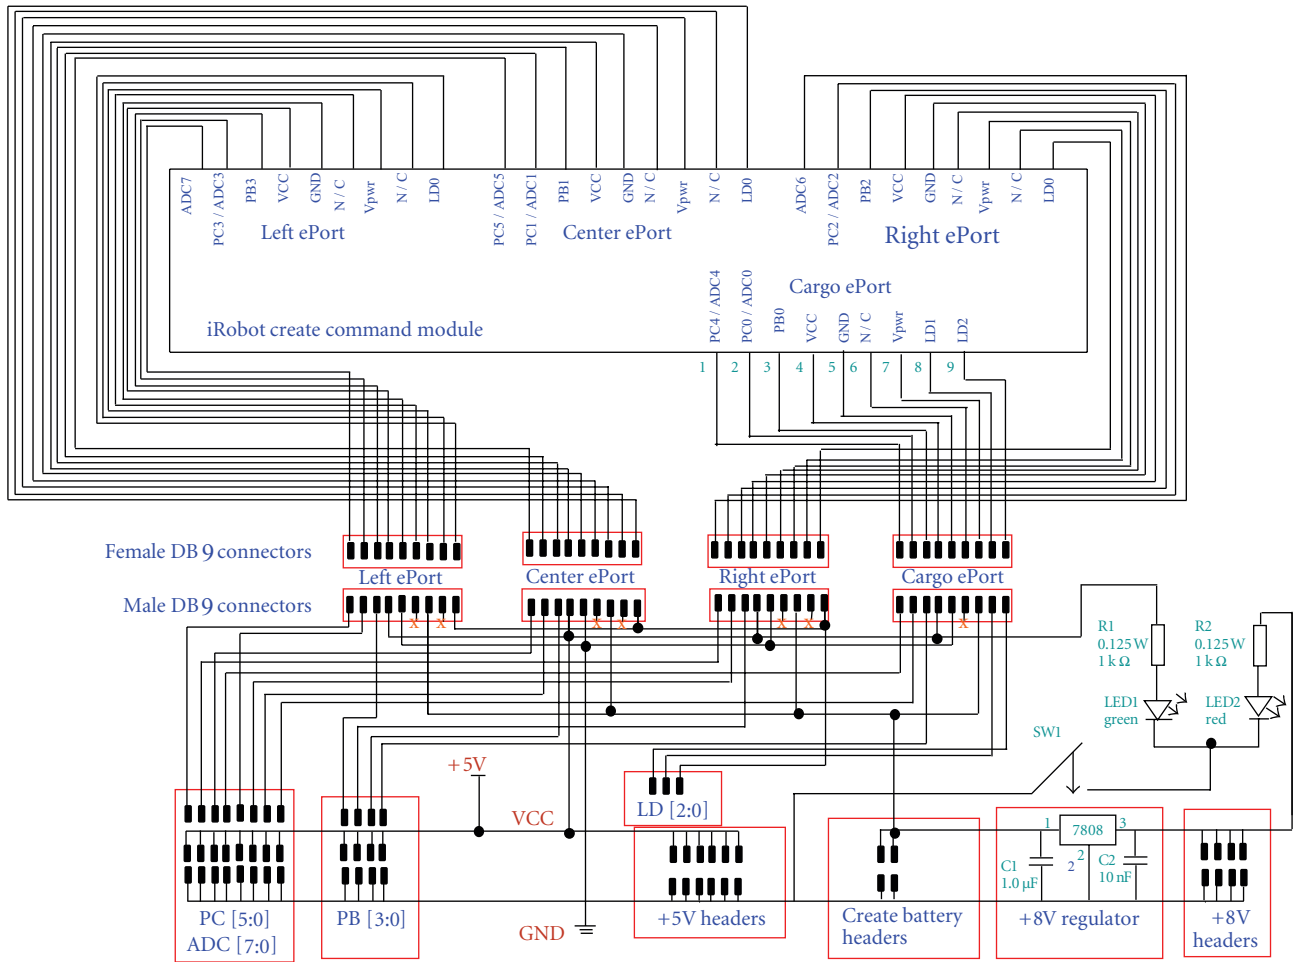 ADC7
PC3 / ADC3
PB3
VCC
GND
N / C
Vpwr
N / C
LD0
PC5 / ADC5
PC1 / ADC1
PB1
VCC
GND
N / C
Vpwr
N / C
LD0
ADC6
PC2 / ADC2
PB2
VCC
GND
N / C
Vpwr
N / C
LD0
Left ePort
Center ePort
Right ePort
Cargo ePort
iRobot create command module
PC4 / ADC4
PC0 / ADC0
PB0
VCC
GND
N / C
Vpwr
LD1
LD2
1 2 3 4 5 6 7 8 9
Female DB9 connectors
Left ePort
Center ePort
Right ePort
Cargo ePort
Male DB9 connectors
x x x x x x x
R1
0.125W
1 kΩ
R2
0.125W
1 kΩ
LED1
green
LED2
red
SW1
+5V
VCC
LD [2:0]
1 7808 3
2
2
C1
1.0 μF
C2
10 nF
PC [5:0]
ADC [7:0]
PB [3:0]
GND
+5V headers
Create battery
headers
+8V regulator
+8V
headers